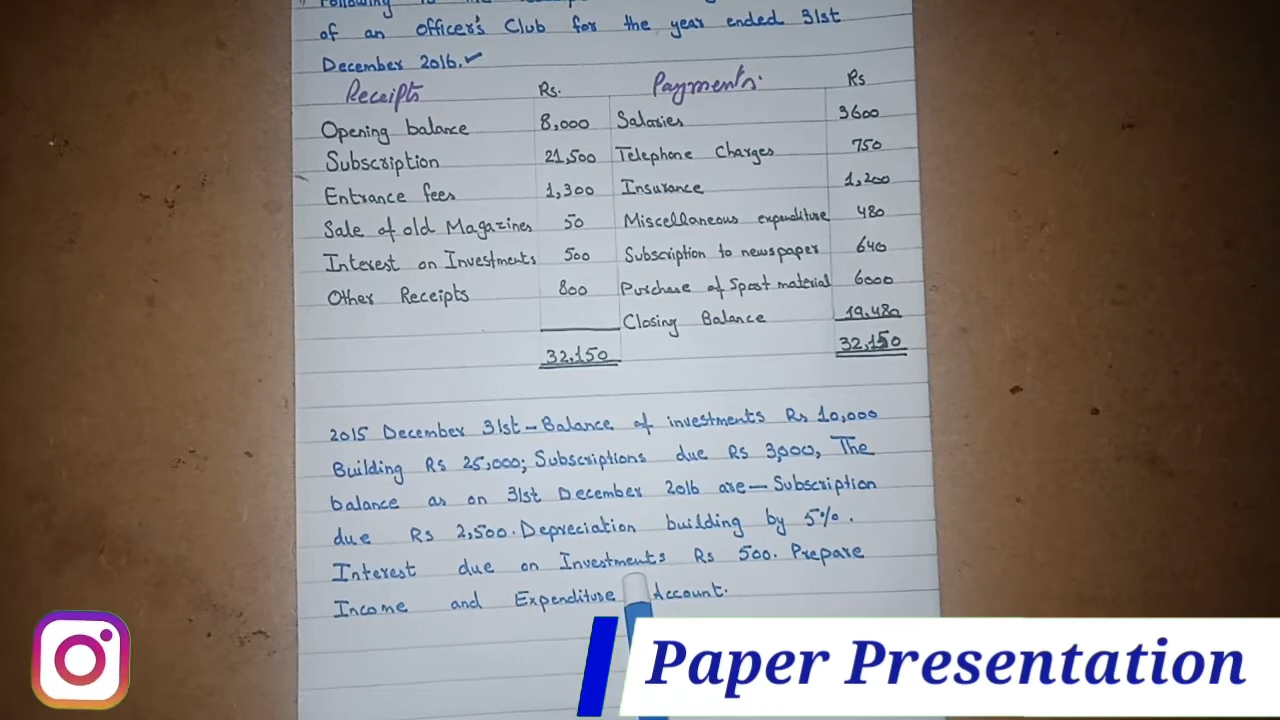 Following is the
of an Officer's Club for the year ended 31st
December 2016.
Receipts Rs. Payments. Rs
Opening balance 8,000 Salaries 3600
Subscription 21,500 Telephone Charges 750
Entrance fees 1,300 Insurance 1,200
Sale of old Magazines 50 Miscellaneous expenditure 480
Interest on Investments 500 Subscription to newspaper 640
Other Receipts 800 Purchase of Sport material 6000
Closing Balance 19,480
32,150 32,150
2015 December 31st - Balance of investments Rs 10,000
Building Rs 25,000; Subscriptions due Rs 3,000, The
balance as on 31st December 2016 are - Subscription
due Rs 2,500. Depreciation building by 5%.
Interest due on Investments Rs 500. Prepare
Income and Expenditure Account.
Paper Presentation